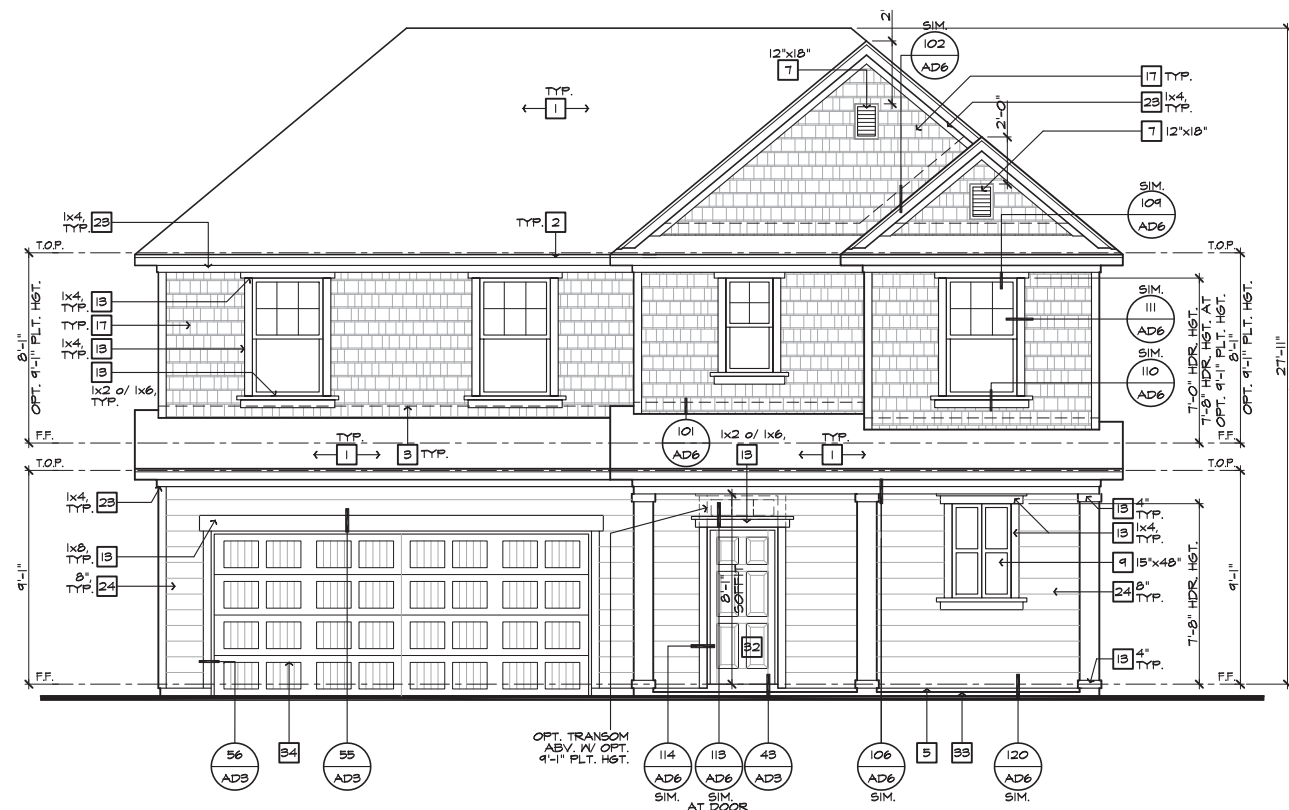 2'
SIM.
102
AD6
12"x18"
7
17 TYP.
TYP.
1
23 1x4,
TYP.
2'-0"
7 12"x18"
SIM.
109
AD6
1x4,
TYP. 23
TYP. 2
T.O.P.
T.O.P.
8'-1"
OPT. 9'-1" PLT. HGT.
1x4,
TYP. 13
TYP. 17
1x4,
TYP. 13
13
1x2 o/ 1x6,
TYP.
SIM.
111
AD6
SIM.
110
AD6
7'-0" HDR. HGT.
7'-8" HDR. HGT. AT
OPT. 9'-1" PLT. HGT.
8'-1"
OPT. 9'-1" PLT. HGT.
27'-11"
F.F.
F.F.
TYP.
1
3 TYP.
101
AD6
1x2 o/ 1x6,
13
TYP.
1
T.O.P.
T.O.P.
1x4,
TYP. 23
1x8,
TYP. 13
8"
TYP. 24
9'-1"
13 4"
TYP.
13 1x4,
TYP.
9 15"x48"
24 8"
TYP.
7'-8" HDR. HGT.
9'-1"
8'-1"
SOFFIT
32
13 4"
TYP.
F.F.
F.F.
OPT. TRANSOM
ABV. W/ OPT.
9'-1" PLT. HGT.
56
AD3
34
55
AD3
114
AD6
SIM.
113
AD6
SIM.
AT DOOR
43
AD3
106
AD6
SIM.
5
33
120
AD6
SIM.